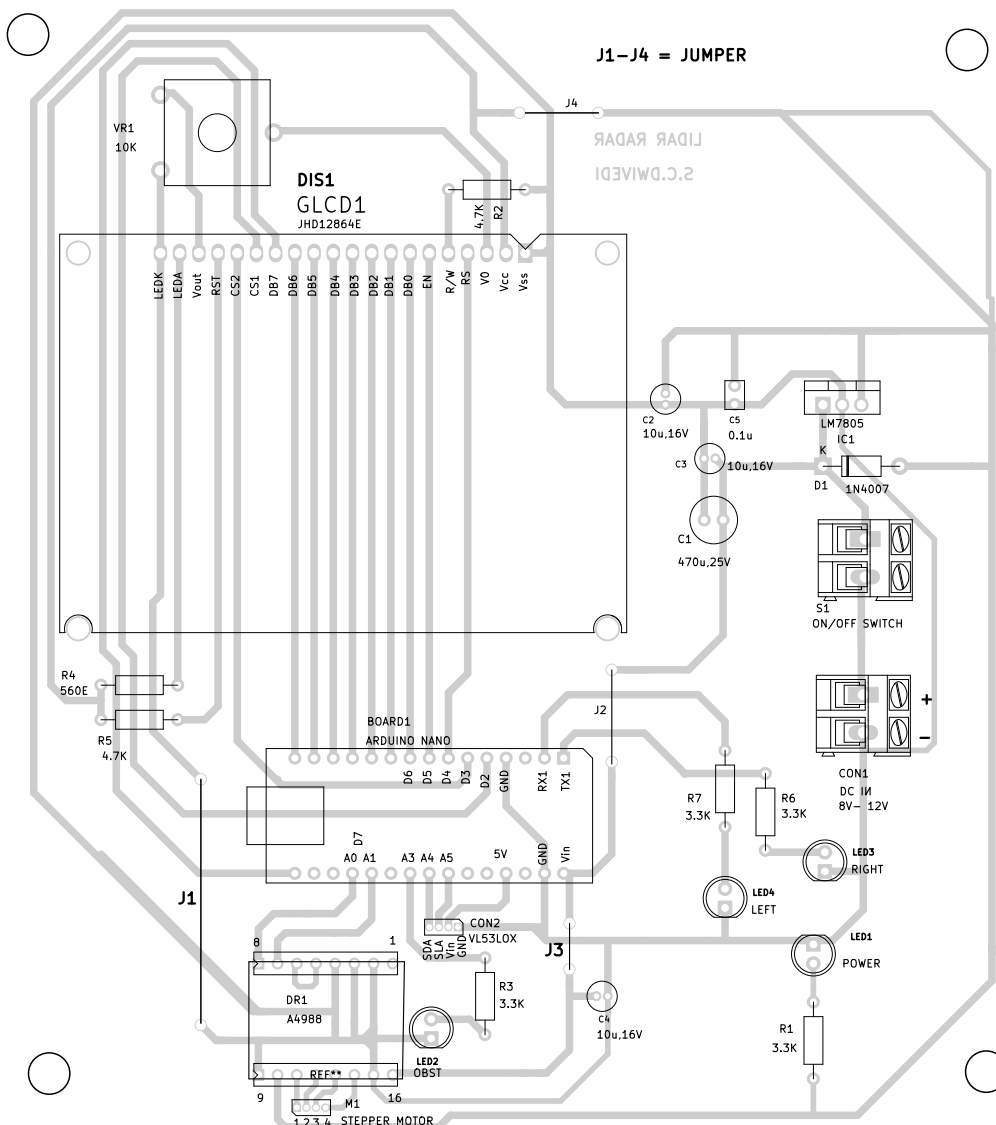 J1-J4 = JUMPER
J4
VR1
10K
LIDAR RADAR
S.C.DWIVEDI
DIS1
GLCD1
JHD12864E
4.7K
R2
LEDK
LEDA
Vout
RST
CS2
CS1
DB7
DB6
DB5
DB4
DB3
DB2
DB1
DB0
EN
R/W
RS
V0
Vcc
Vss
C2
10u,16V
C5
0.1u
LM7805
IC1
K
C3
10u,16V
D1
1N4007
C1
470u,25V
S1
ON/OFF SWITCH
R4
560E
R5
4.7K
J2
+
-
BOARD1
ARDUINO NANO
D6
D5
D4
D3
D2
GND
RX1
TX1
CON1
DC IN
8V- 12V
R7
3.3K
R6
3.3K
D7
A0
A1
A3
A4
A5
5V
GND
Vin
LED3
RIGHT
LED4
LEFT
J1
CON2
VL53LOX
SDA
SLA
Vin
GND
J3
LED1
POWER
8
1
DR1
A4988
R3
3.3K
C4
10u,16V
R1
3.3K
LED2
OBST
REF**
9
16
M1
1 2 3 4
STEPPER MOTOR